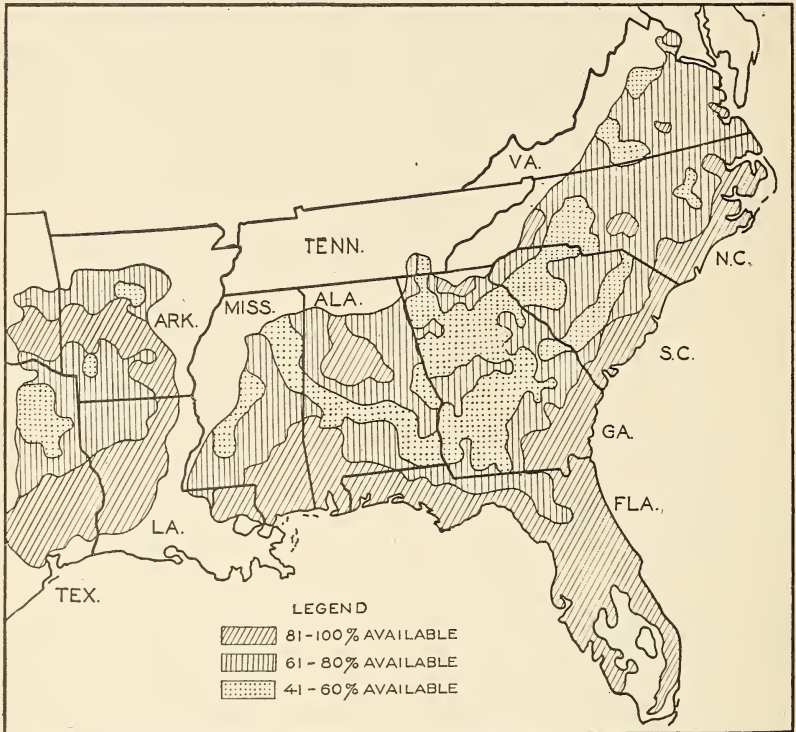 VA.
TENN.
N.C.
ARK.
MISS.
ALA.
S.C.
GA.
FLA.
LA.
TEX.
LEGEND
81-100% AVAILABLE
61-80% AVAILABLE
41-60% AVAILABLE